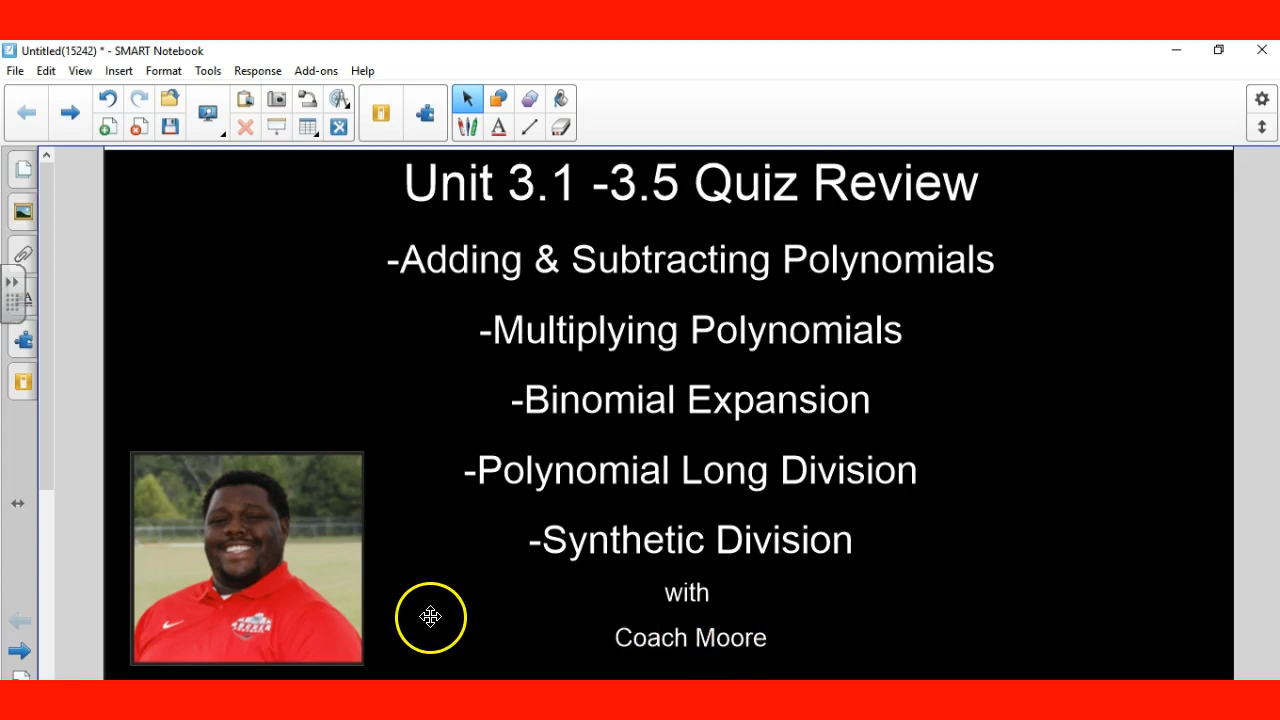 Untitled(15242) * - SMART Notebook
File Edit View Insert Format Tools Response Add-ons Help
Unit 3.1 -3.5 Quiz Review
-Adding & Subtracting Polynomials
-Multiplying Polynomials
-Binomial Expansion
-Polynomial Long Division
-Synthetic Division
with
Coach Moore